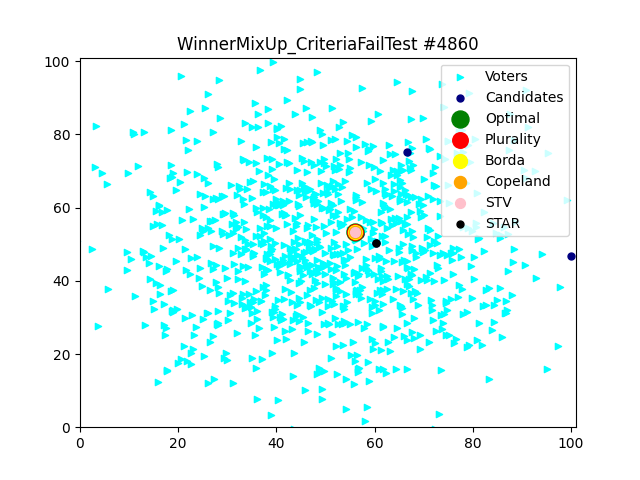 WinnerMixUp_CriteriaFailTest #4860
100
80
60
40
20
0
0 20 40 60 80 100
Voters
Candidates
Optimal
Plurality
Borda
Copeland
STV
STAR